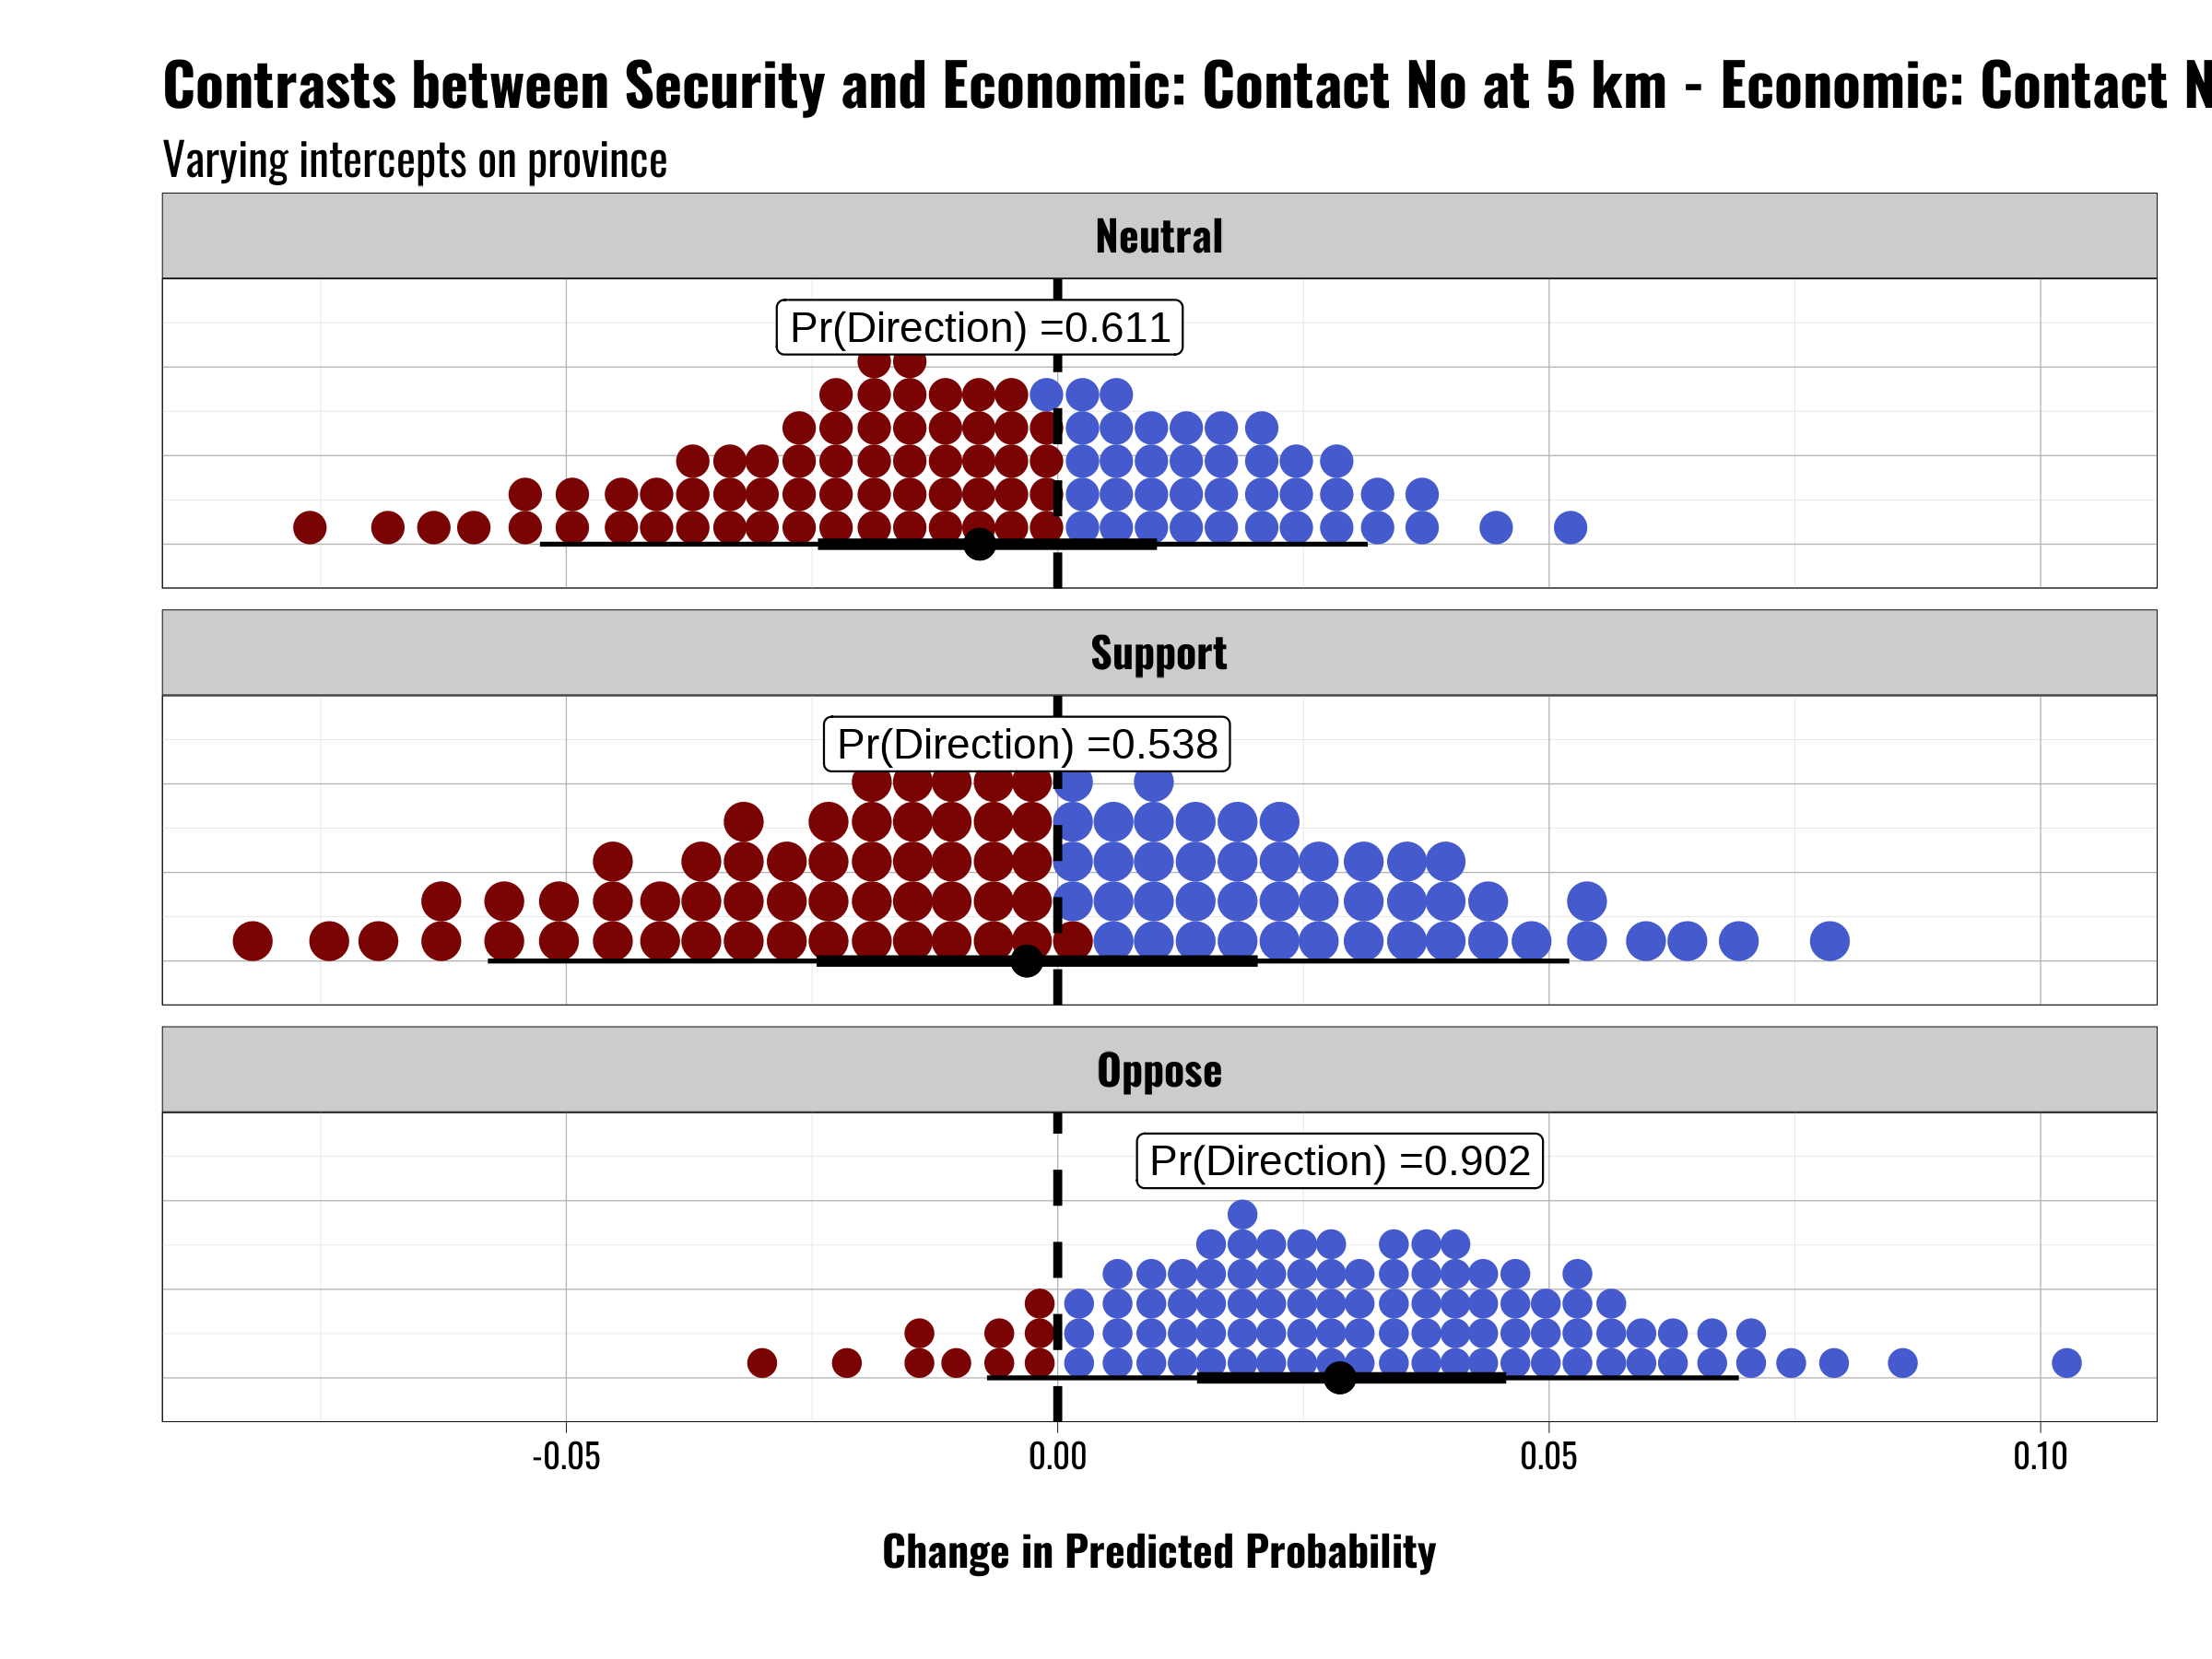 Contrasts between Security and Economic: Contact No at 5 km - Economic: Contact N
Varying intercepts on province
Neutral
Pr(Direction) =0.611
Support
Pr(Direction) =0.538
Oppose
Pr(Direction) =0.902
-0.05 0.00 0.05 0.10
Change in Predicted Probability